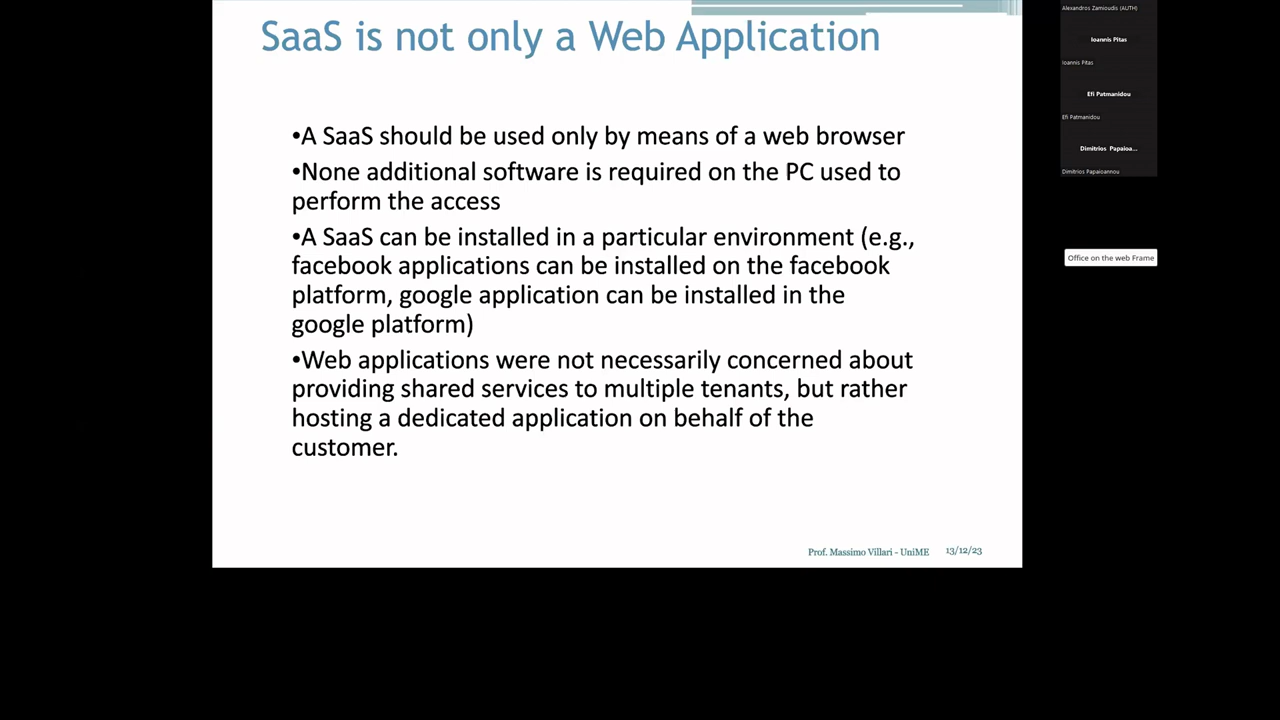 SaaS is not only a Web Application
•A SaaS should be used only by means of a web browser
•None additional software is required on the PC used to
perform the access
•A SaaS can be installed in a particular environment (e.g.,
facebook applications can be installed on the facebook
platform, google application can be installed in the
google platform)
•Web applications were not necessarily concerned about
providing shared services to multiple tenants, but rather
hosting a dedicated application on behalf of the
customer.
Prof. Massimo Villari - UniME 13/12/23
Alexandros Zamioudis (AUTH)
Ioannis Pitas
Ioannis Pitas
Efi Patmanidou
Efi Patmanidou
Dimitrios Papaioa...
Dimitrios Papaioannou
Office on the web Frame